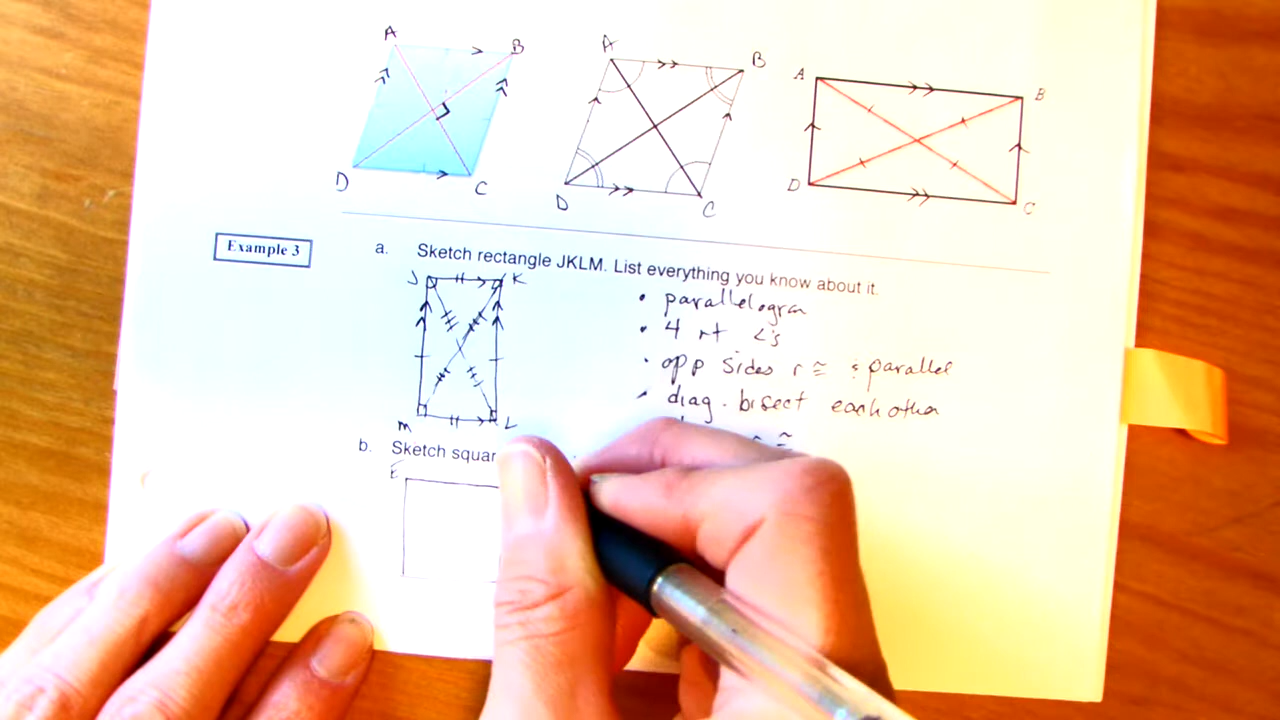 A B A B A B
D C D C D C
Example 3 a. Sketch rectangle JKLM. List everything you know about it.
J K
• parallelogram
• 4 rt ∠'s
• opp sides r ≅ & parallel
• diag. bisect each other
≅
M L
b. Sketch squar
E